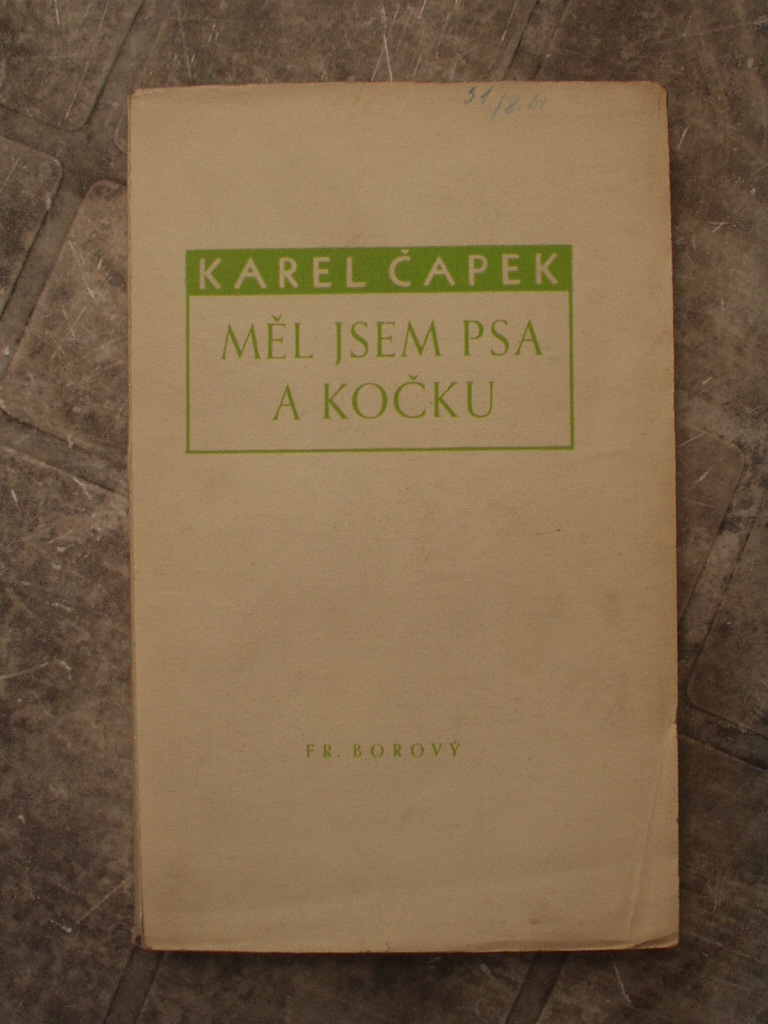 KAREL ČAPEK
MĚL JSEM PSA
A KOČKU
FR. BOROVÝ